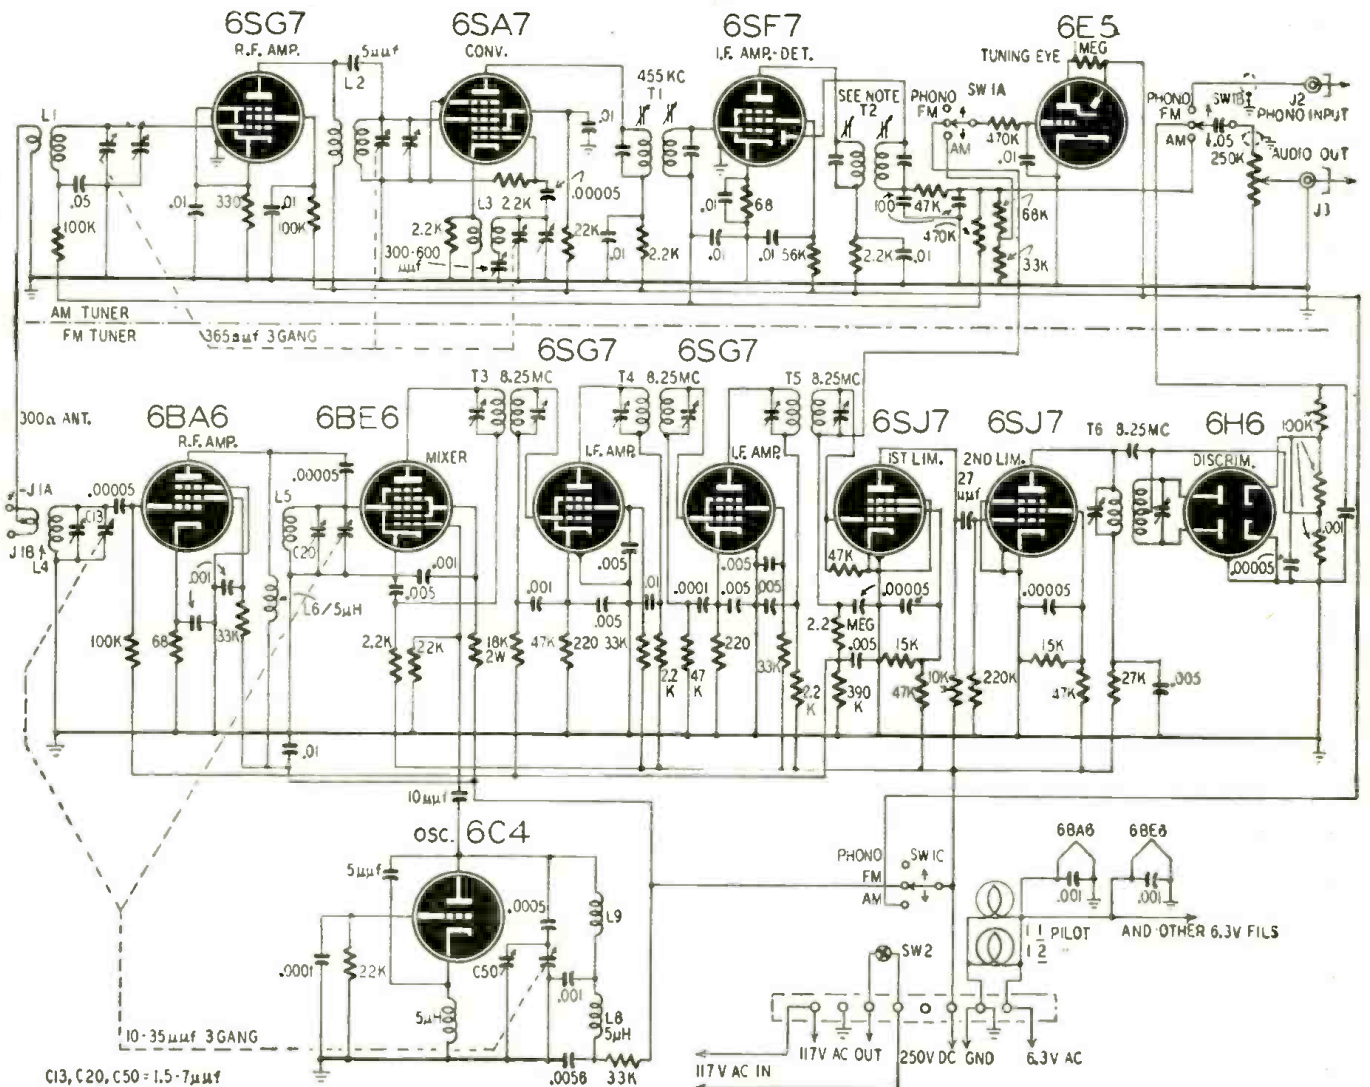 6SG7
R.F. AMP.
5µµf
L2
6SA7
CONV.
6SF7
I.F. AMP.-DET.
6E5
TUNING EYE
MEG
455 KC
T1
SEE NOTE
T2
PHONO
FM
AM
SW1A
PHONO
FM
AM
SW1B
J2
PHONO INPUT
L1
.01
470K
.01
.05
250K
AUDIO OUT
J3
.05
100K
.01
330
.01
100K
2.2K
L3
2.2K
.00005
300-600
µµf
22K
.01
2.2K
.01
68
.01
.01
56K
2.2K
.01
100
47K
470K
68K
33K
AM TUNER
FM TUNER
365µµf 3 GANG
6SG7
6SG7
T3
8.25MC
T4
8.25MC
T5
8.25MC
300Ω ANT.
6BA6
R.F. AMP.
6BE6
MIXER
I.F. AMP.
I.F. AMP.
6SJ7
1ST LIM.
6SJ7
2ND LIM.
T6
8.25MC
6H6
DISCRIM.
100K
J1A
J1B
L4
C13
.00005
.00005
L5
C20
27
µµf
.001
.00005
.001
L6/5µH
.005
.001
.001
100K
68
33K
2.2K
22K
18K
2W
47K
220
33K
.005
.005
.01
2.2
K
.0001
47
K
220
.005
.005
.005
33K
2.2
K
47K
.00005
2.2
MEG
.005
390
K
15K
47K
10K
220K
.00005
15K
47K
27K
.005
.01
10µµf
OSC. 6C4
5µµf
.0005
L9
.0001
22K
C50
.001
5µH
L8
5µH
10-35µµf 3 GANG
.0056
33K
C13, C20, C50 = 1.5-7µµf
PHONO
FM
AM
SW1C
SW2
6BA6
.001
6BE6
.001
PILOT
AND OTHER 6.3V FILS
117V AC OUT
117V AC IN
250V DC
GND
6.3V AC